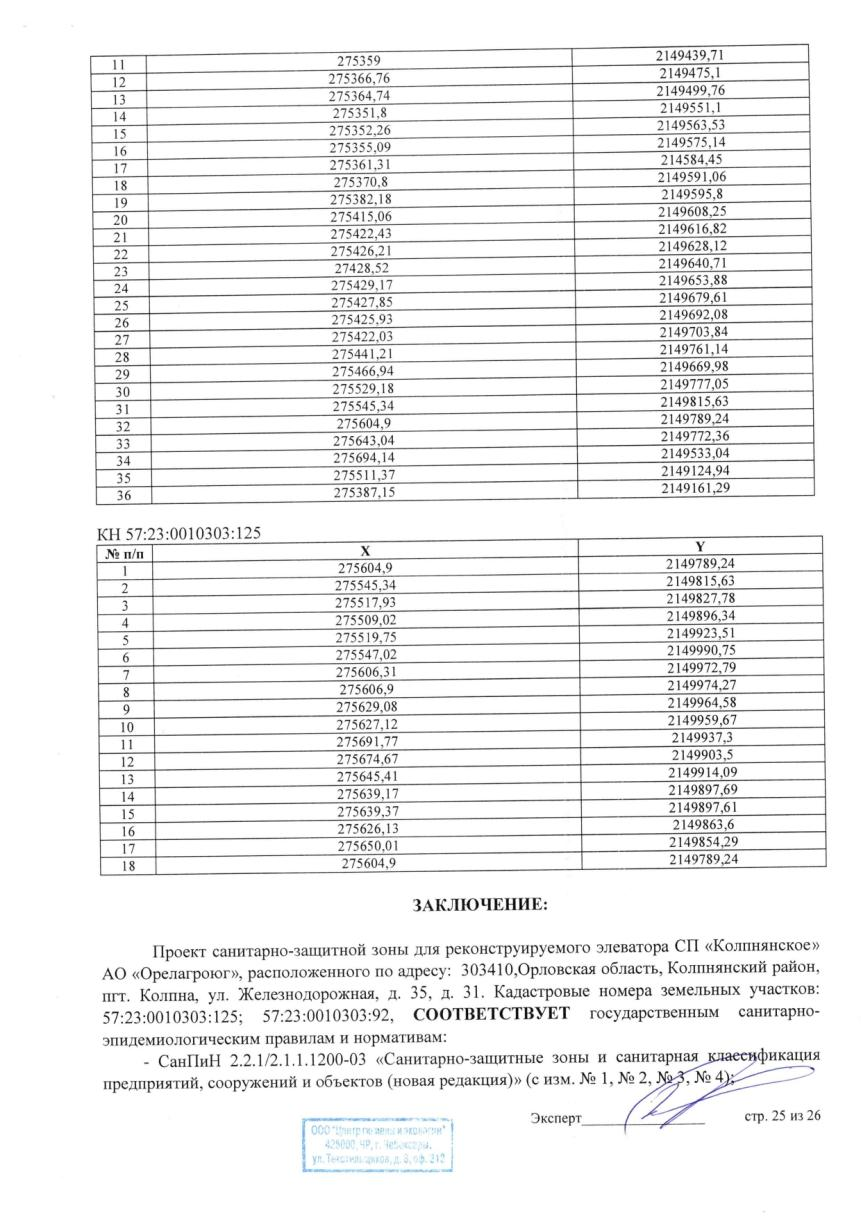 11 275359 2149439,71
12 275366,76 2149475,1
13 275364,74 2149499,76
14 275351,8 2149551,1
15 275352,26 2149563,53
16 275355,09 2149575,14
17 275361,31 214584,45
18 275370,8 2149591,06
19 275382,18 2149595,8
20 275415,06 2149608,25
21 275422,43 2149616,82
22 275426,21 2149628,12
23 27428,52 2149640,71
24 275429,17 2149653,88
25 275427,85 2149679,61
26 275425,93 2149692,08
27 275422,03 2149703,84
28 275441,21 2149761,14
29 275466,94 2149669,98
30 275529,18 2149777,05
31 275545,34 2149815,63
32 275604,9 2149789,24
33 275643,04 2149772,36
34 275694,14 2149533,04
35 275511,37 2149124,94
36 275387,15 2149161,29
КН 57:23:0010303:125
№ п/п X Y
1 275604,9 2149789,24
2 275545,34 2149815,63
3 275517,93 2149827,78
4 275509,02 2149896,34
5 275519,75 2149923,51
6 275547,02 2149990,75
7 275606,31 2149972,79
8 275606,9 2149974,27
9 275629,08 2149964,58
10 275627,12 2149959,67
11 275691,77 2149937,3
12 275674,67 2149903,5
13 275645,41 2149914,09
14 275639,17 2149897,69
15 275639,37 2149897,61
16 275626,13 2149863,6
17 275650,01 2149854,29
18 275604,9 2149789,24
ЗАКЛЮЧЕНИЕ:
Проект санитарно-защитной зоны для реконструируемого элеватора СП «Колпнянское»
АО «Орелагроюг», расположенного по адресу: 303410,Орловская область, Колпнянский район,
пгт. Колпна, ул. Железнодорожная, д. 35, д. 31. Кадастровые номера земельных участков:
57:23:0010303:125; 57:23:0010303:92, СООТВЕТСТВУЕТ государственным санитарно-
эпидемиологическим правилам и нормативам:
- СанПиН 2.2.1/2.1.1.1200-03 «Санитарно-защитные зоны и санитарная классификация
предприятий, сооружений и объектов (новая редакция)» (с изм. № 1, № 2, № 3, № 4);
Эксперт____________________ стр. 25 из 26
ООО "Центр гигиены и экологии"
428000, ЧР, г. Чебоксары,
ул. Текстильщиков, д. 8, оф. 212